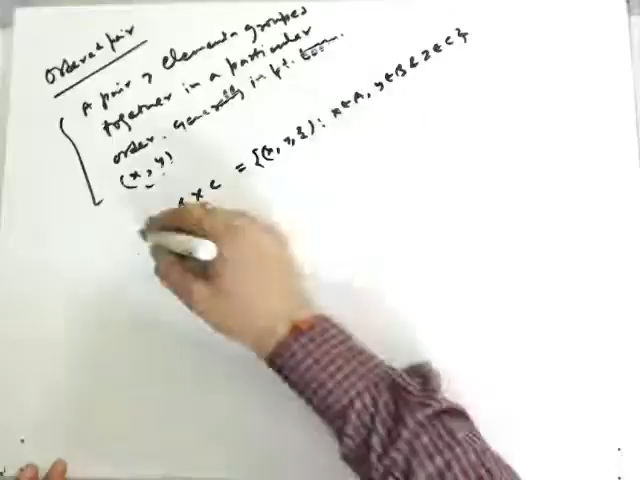 Ordered pair
A pair of elements grouped
together in a particular
order. Generally in
(x, y)
× C = {(x, y, z) : x ∈ A, y ∈ B & z ∈ C}